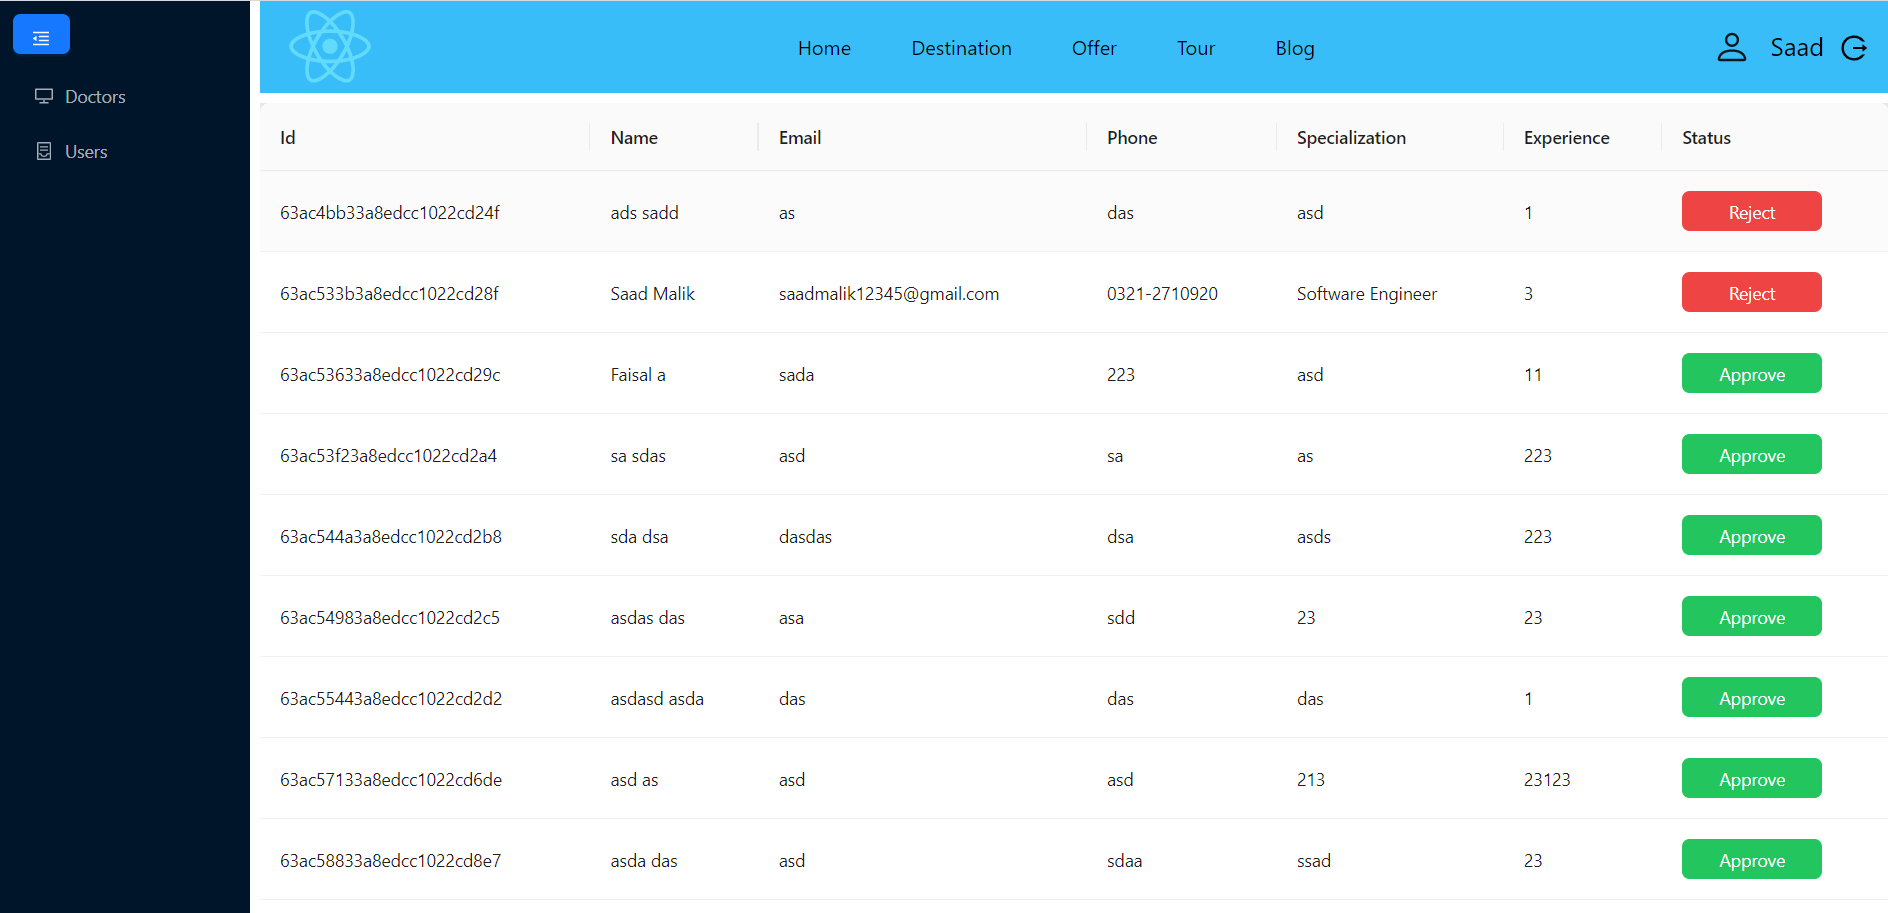 Home Destination Offer Tour Blog Saad
Doctors
Users
Id Name Email Phone Specialization Experience Status
63ac4bb33a8edcc1022cd24f ads sadd as das asd 1 Reject
63ac533b3a8edcc1022cd28f Saad Malik saadmalik12345@gmail.com 0321-2710920 Software Engineer 3 Reject
63ac53633a8edcc1022cd29c Faisal a sada 223 asd 11 Approve
63ac53f23a8edcc1022cd2a4 sa sdas asd sa as 223 Approve
63ac544a3a8edcc1022cd2b8 sda dsa dasdas dsa asds 223 Approve
63ac54983a8edcc1022cd2c5 asdas das asa sdd 23 23 Approve
63ac55443a8edcc1022cd2d2 asdasd asda das das das 1 Approve
63ac57133a8edcc1022cd6de asd as asd asd 213 23123 Approve
63ac58833a8edcc1022cd8e7 asda das asd sdaa ssad 23 Approve